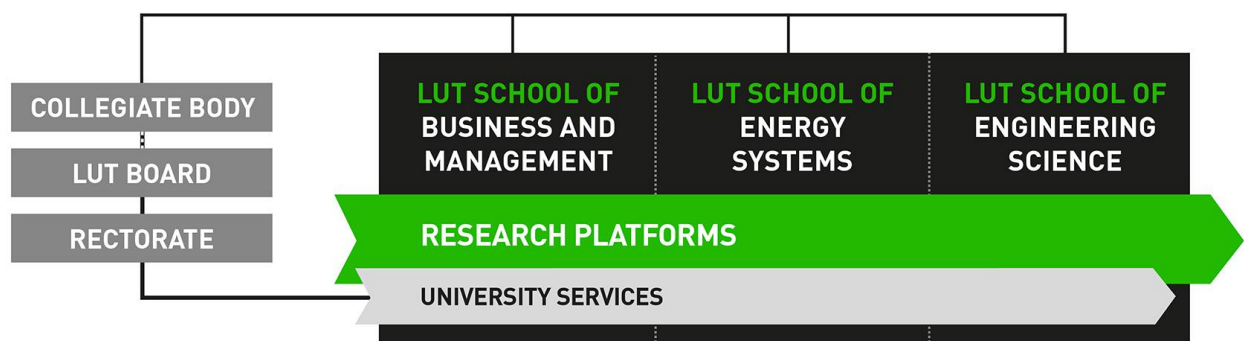 COLLEGIATE BODY
LUT BOARD
RECTORATE
LUT SCHOOL OF
BUSINESS AND
MANAGEMENT
LUT SCHOOL OF
ENERGY
SYSTEMS
LUT SCHOOL OF
ENGINEERING
SCIENCE
RESEARCH PLATFORMS
UNIVERSITY SERVICES